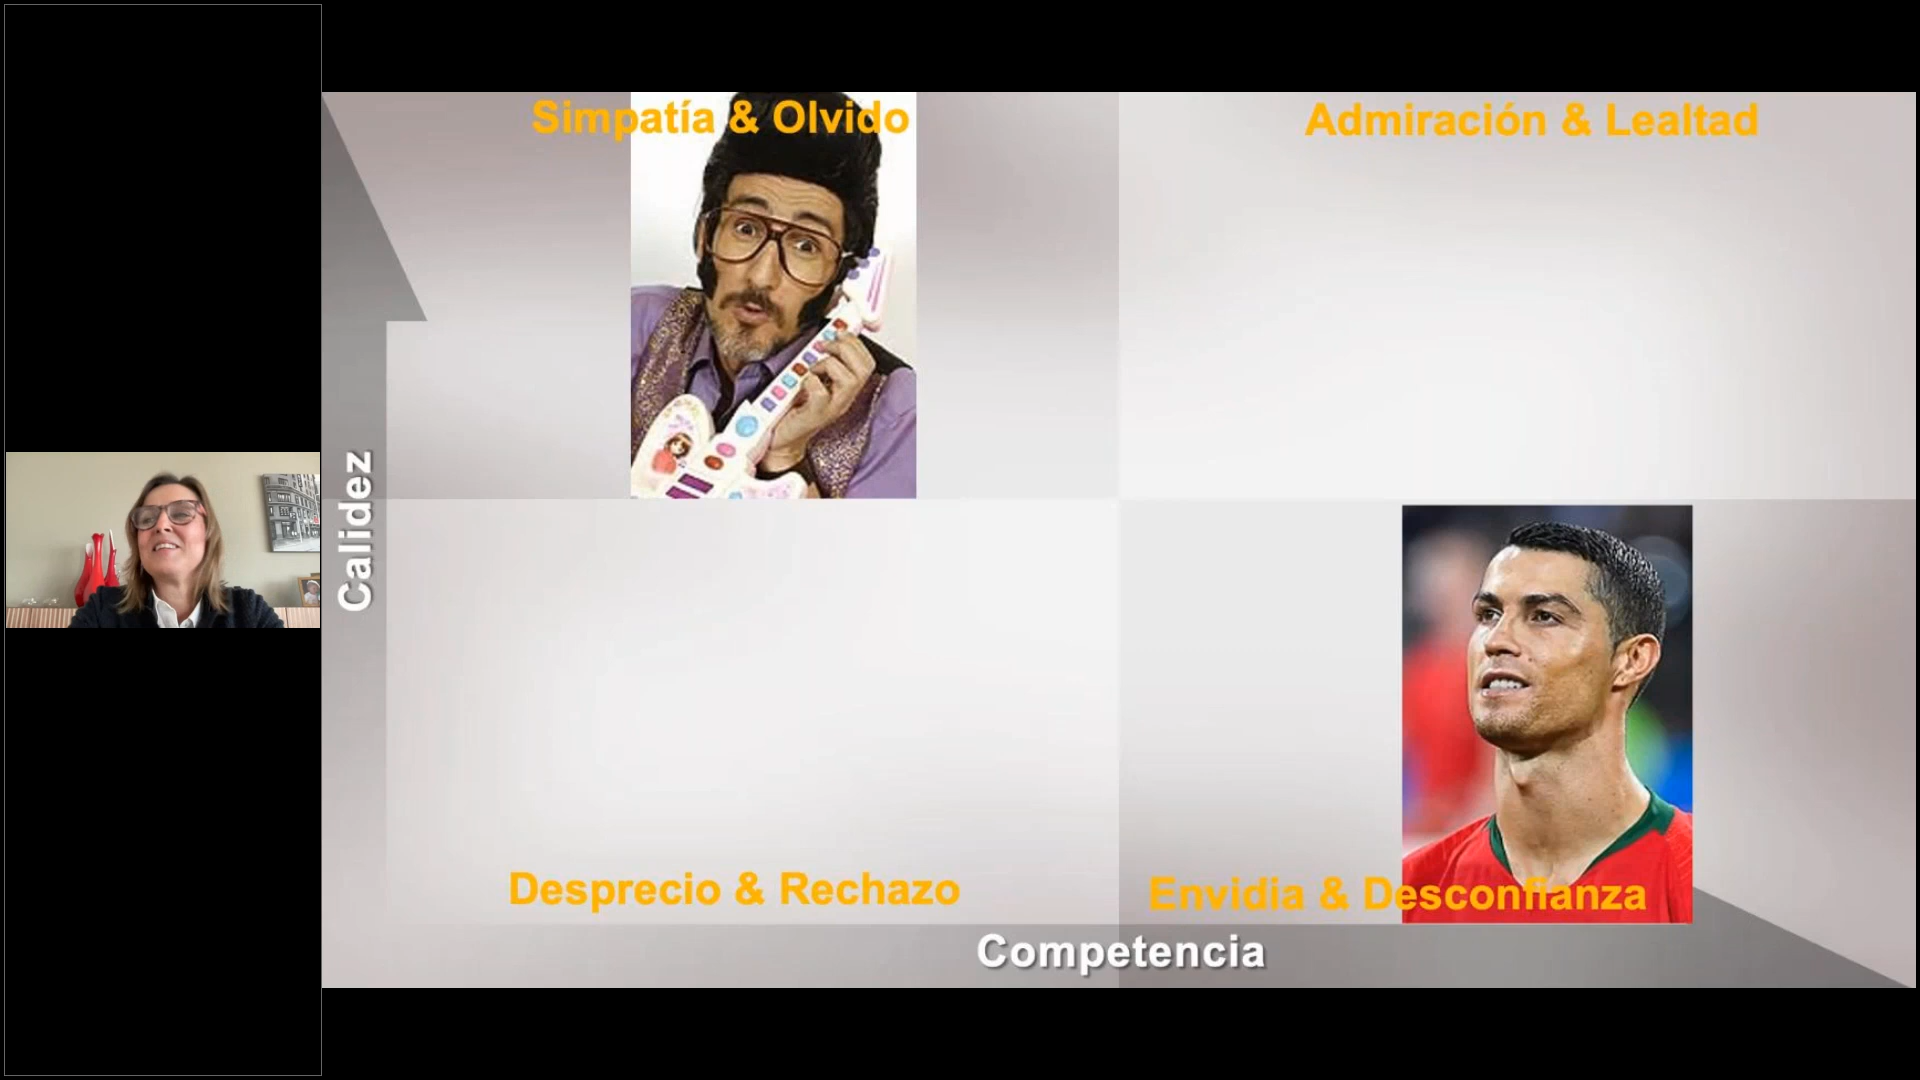 Simpatía & Olvido
Admiración & Lealtad
Calidez
Desprecio & Rechazo
Envidia & Desconfianza
Competencia